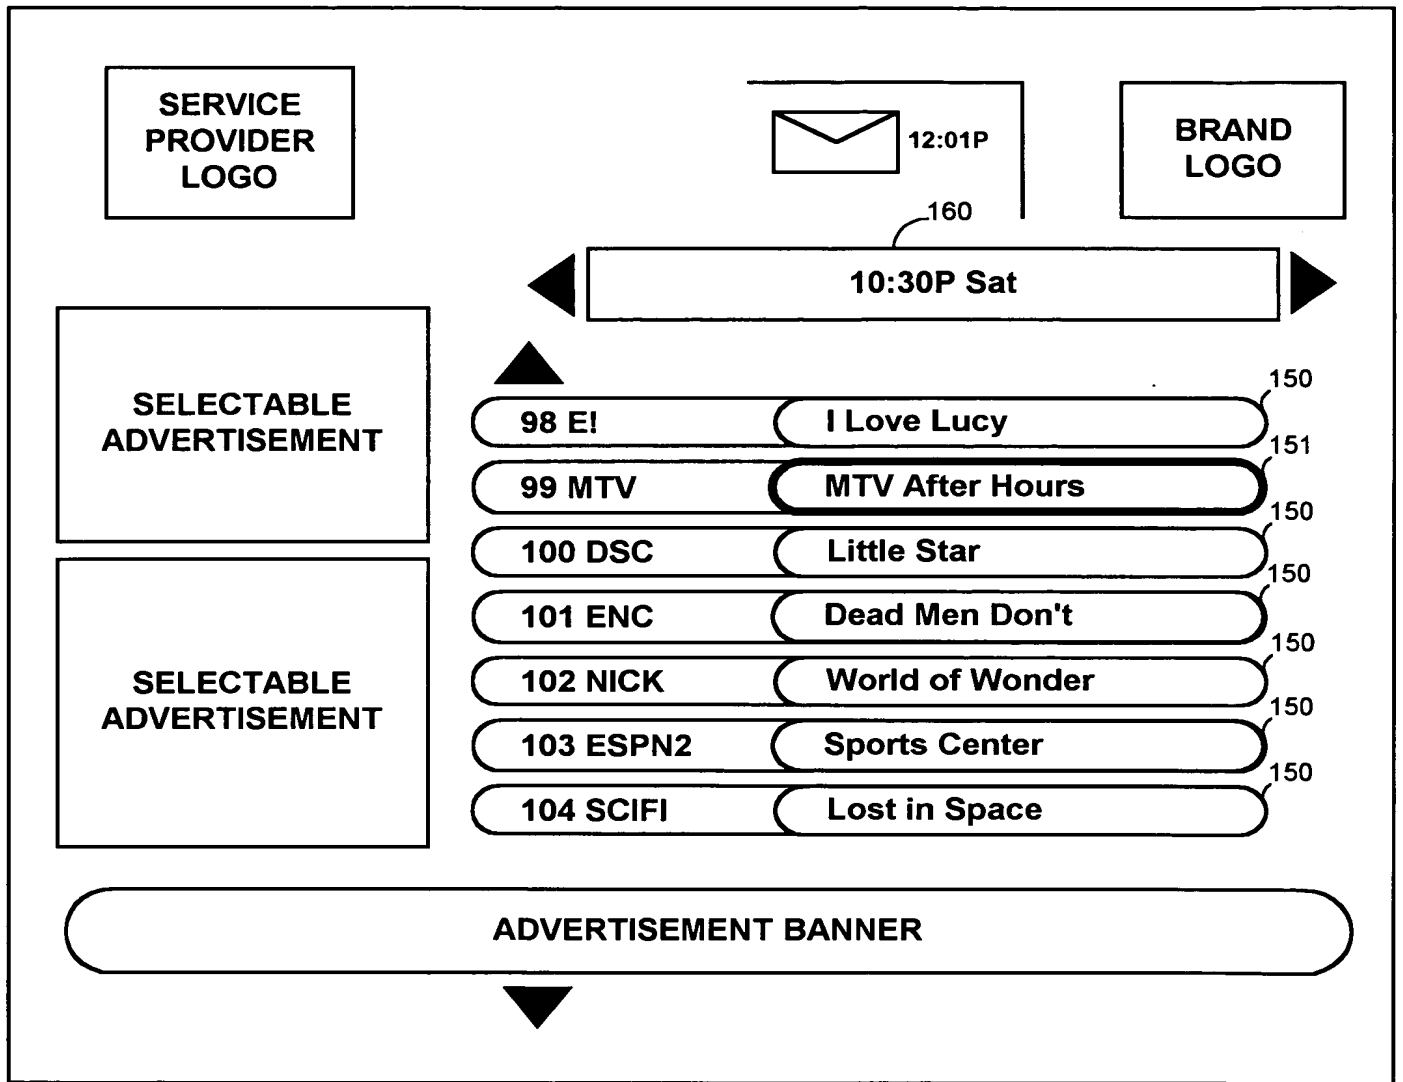 SERVICE
PROVIDER
LOGO
12:01P
BRAND
LOGO
160
10:30P Sat
SELECTABLE
ADVERTISEMENT
SELECTABLE
ADVERTISEMENT
150
98 E! I Love Lucy
151
99 MTV MTV After Hours
150
100 DSC Little Star
150
101 ENC Dead Men Don't
150
102 NICK World of Wonder
150
103 ESPN2 Sports Center
150
104 SCIFI Lost in Space
ADVERTISEMENT BANNER